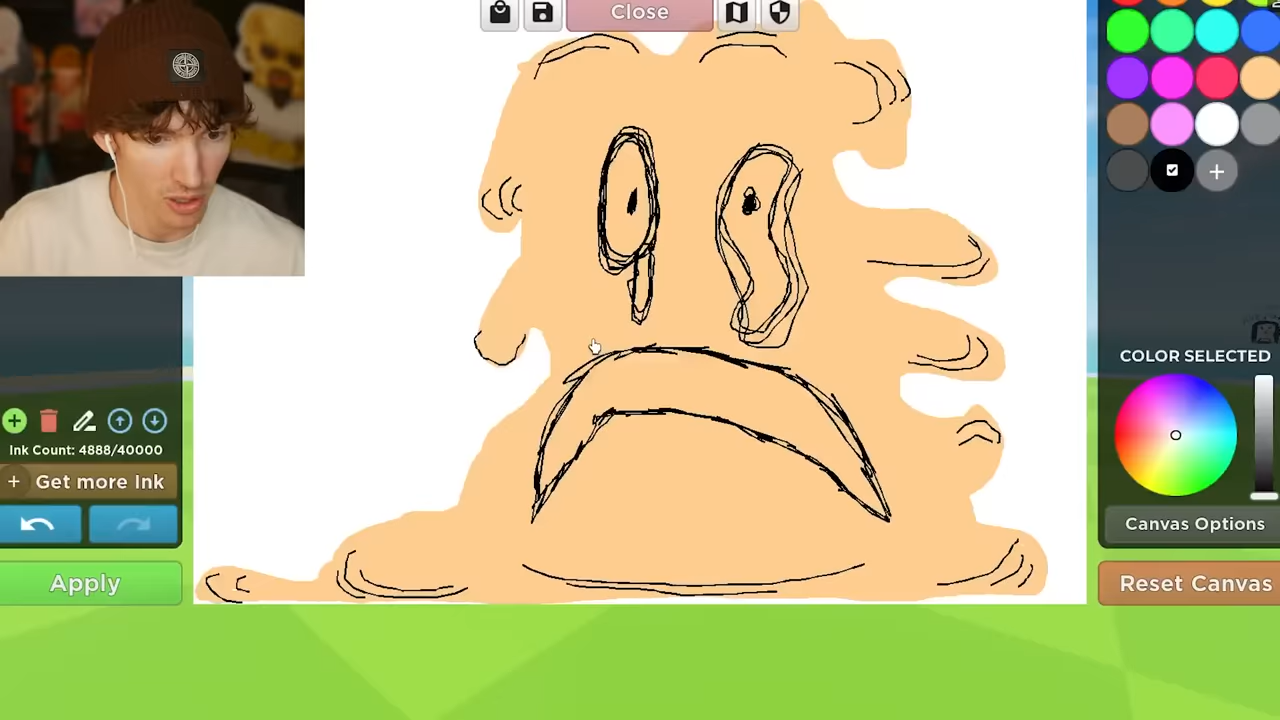 Close
COLOR SELECTED
Ink Count: 4888/40000
+ Get more Ink
Canvas Options
Apply
Reset Canvas